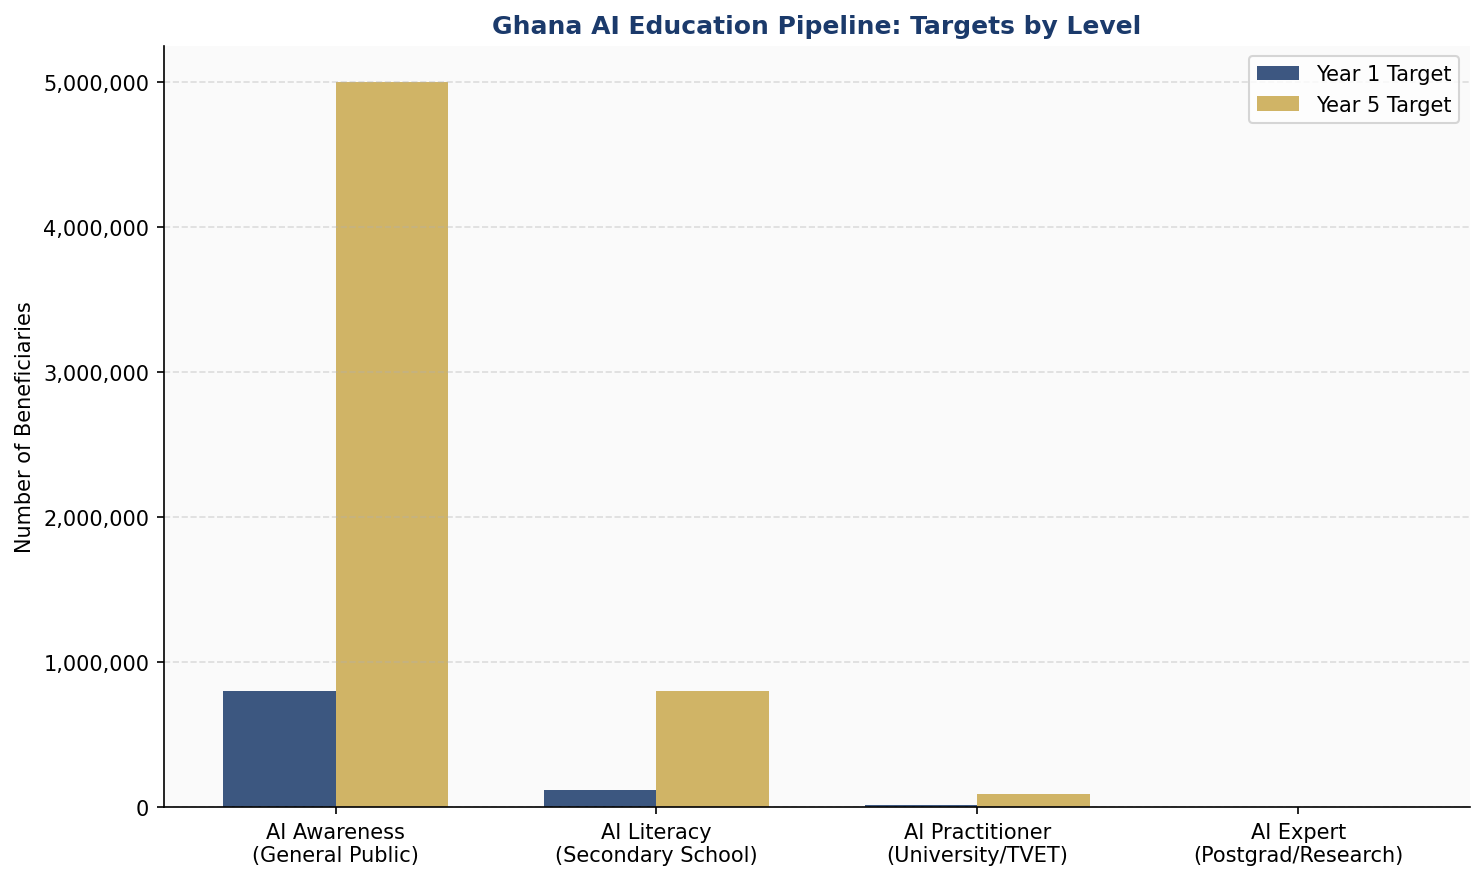 Ghana AI Education Pipeline: Targets by Level
Year 1 Target
Year 5 Target
Number of Beneficiaries
5,000,000
4,000,000
3,000,000
2,000,000
1,000,000
0
AI Awareness
(General Public)
AI Literacy
(Secondary School)
AI Practitioner
(University/TVET)
AI Expert
(Postgrad/Research)